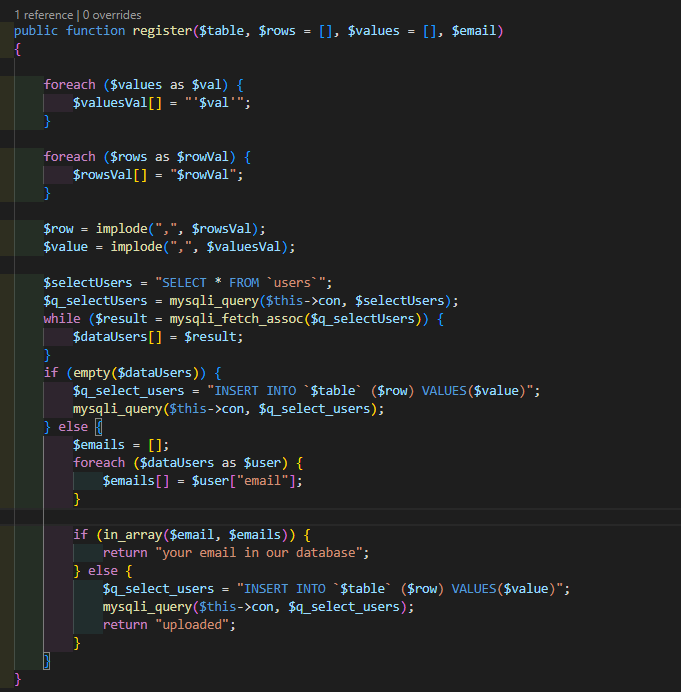 1 reference | 0 overrides
public function register($table, $rows = [], $values = [], $email)
{
foreach ($values as $val) {
$valuesVal[] = "'$val'";
}
foreach ($rows as $rowVal) {
$rowsVal[] = "$rowVal";
}
$row = implode(",", $rowsVal);
$value = implode(",", $valuesVal);
$selectUsers = "SELECT * FROM `users`";
$q_selectUsers = mysqli_query($this->con, $selectUsers);
while ($result = mysqli_fetch_assoc($q_selectUsers)) {
$dataUsers[] = $result;
}
if (empty($dataUsers)) {
$q_select_users = "INSERT INTO `$table` ($row) VALUES($value)";
mysqli_query($this->con, $q_select_users);
} else {
$emails = [];
foreach ($dataUsers as $user) {
$emails[] = $user["email"];
}
if (in_array($email, $emails)) {
return "your email in our database";
} else {
$q_select_users = "INSERT INTO `$table` ($row) VALUES($value)";
mysqli_query($this->con, $q_select_users);
return "uploaded";
}
}
}